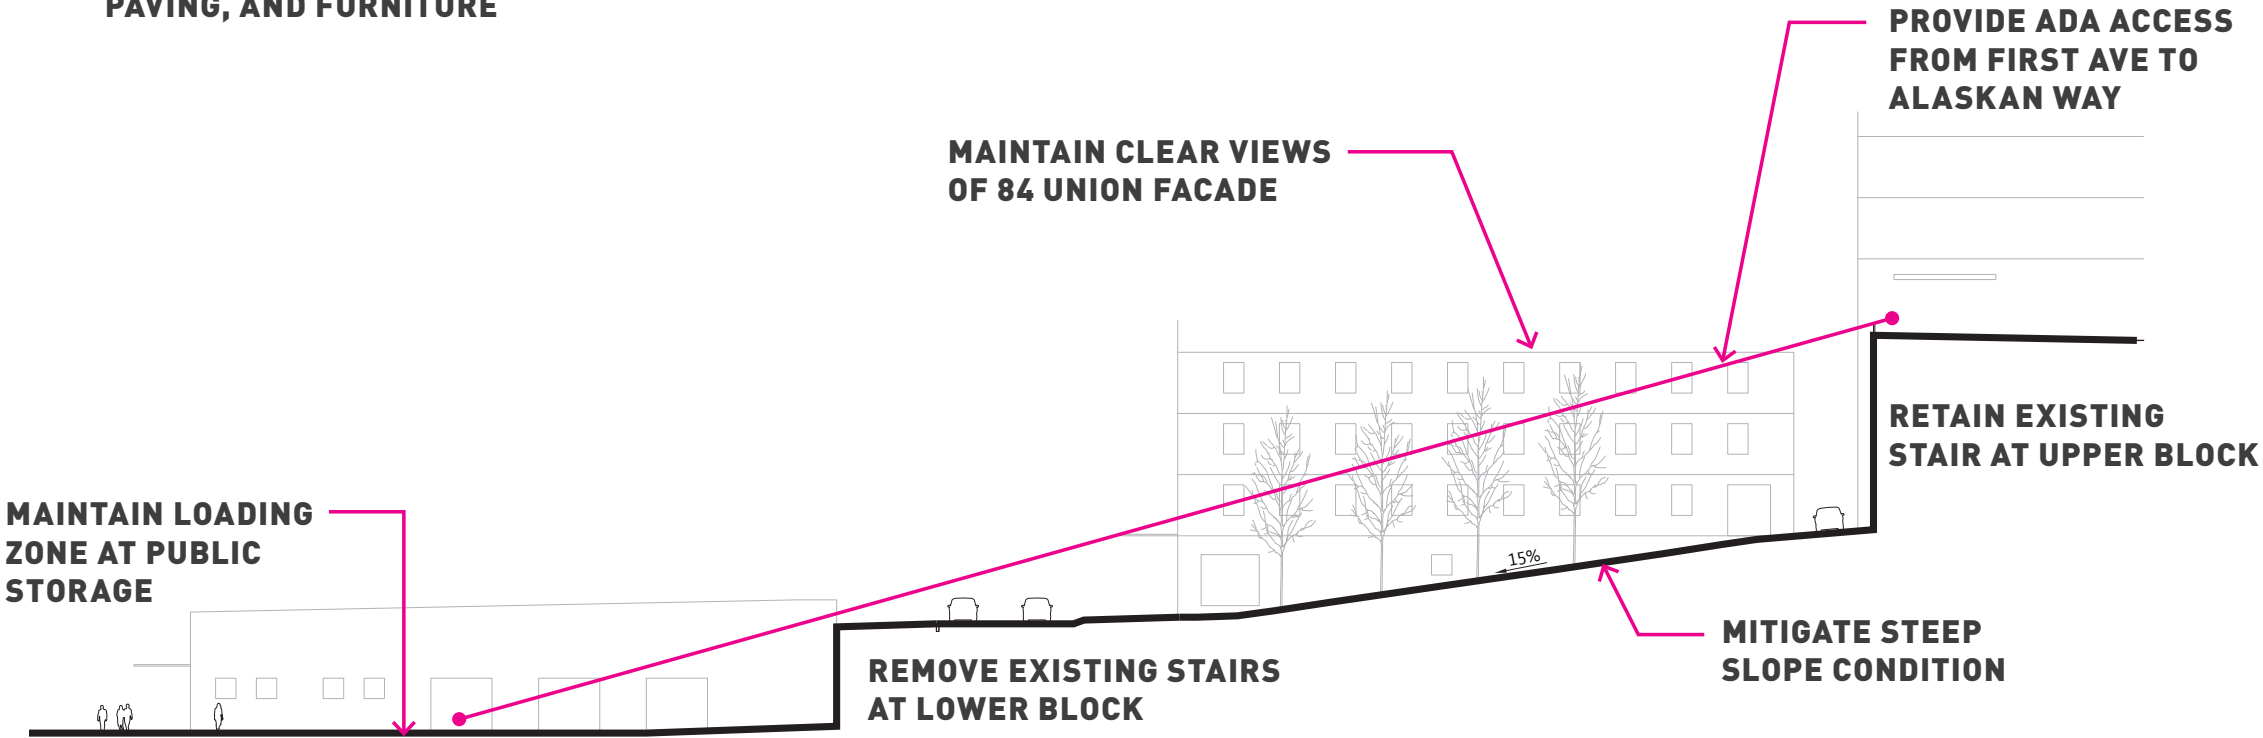 PAVING, AND FURNITURE
PROVIDE ADA ACCESS
FROM FIRST AVE TO
ALASKAN WAY
MAINTAIN CLEAR VIEWS
OF 84 UNION FACADE
RETAIN EXISTING
STAIR AT UPPER BLOCK
MAINTAIN LOADING
ZONE AT PUBLIC
STORAGE
15%
MITIGATE STEEP
SLOPE CONDITION
REMOVE EXISTING STAIRS
AT LOWER BLOCK